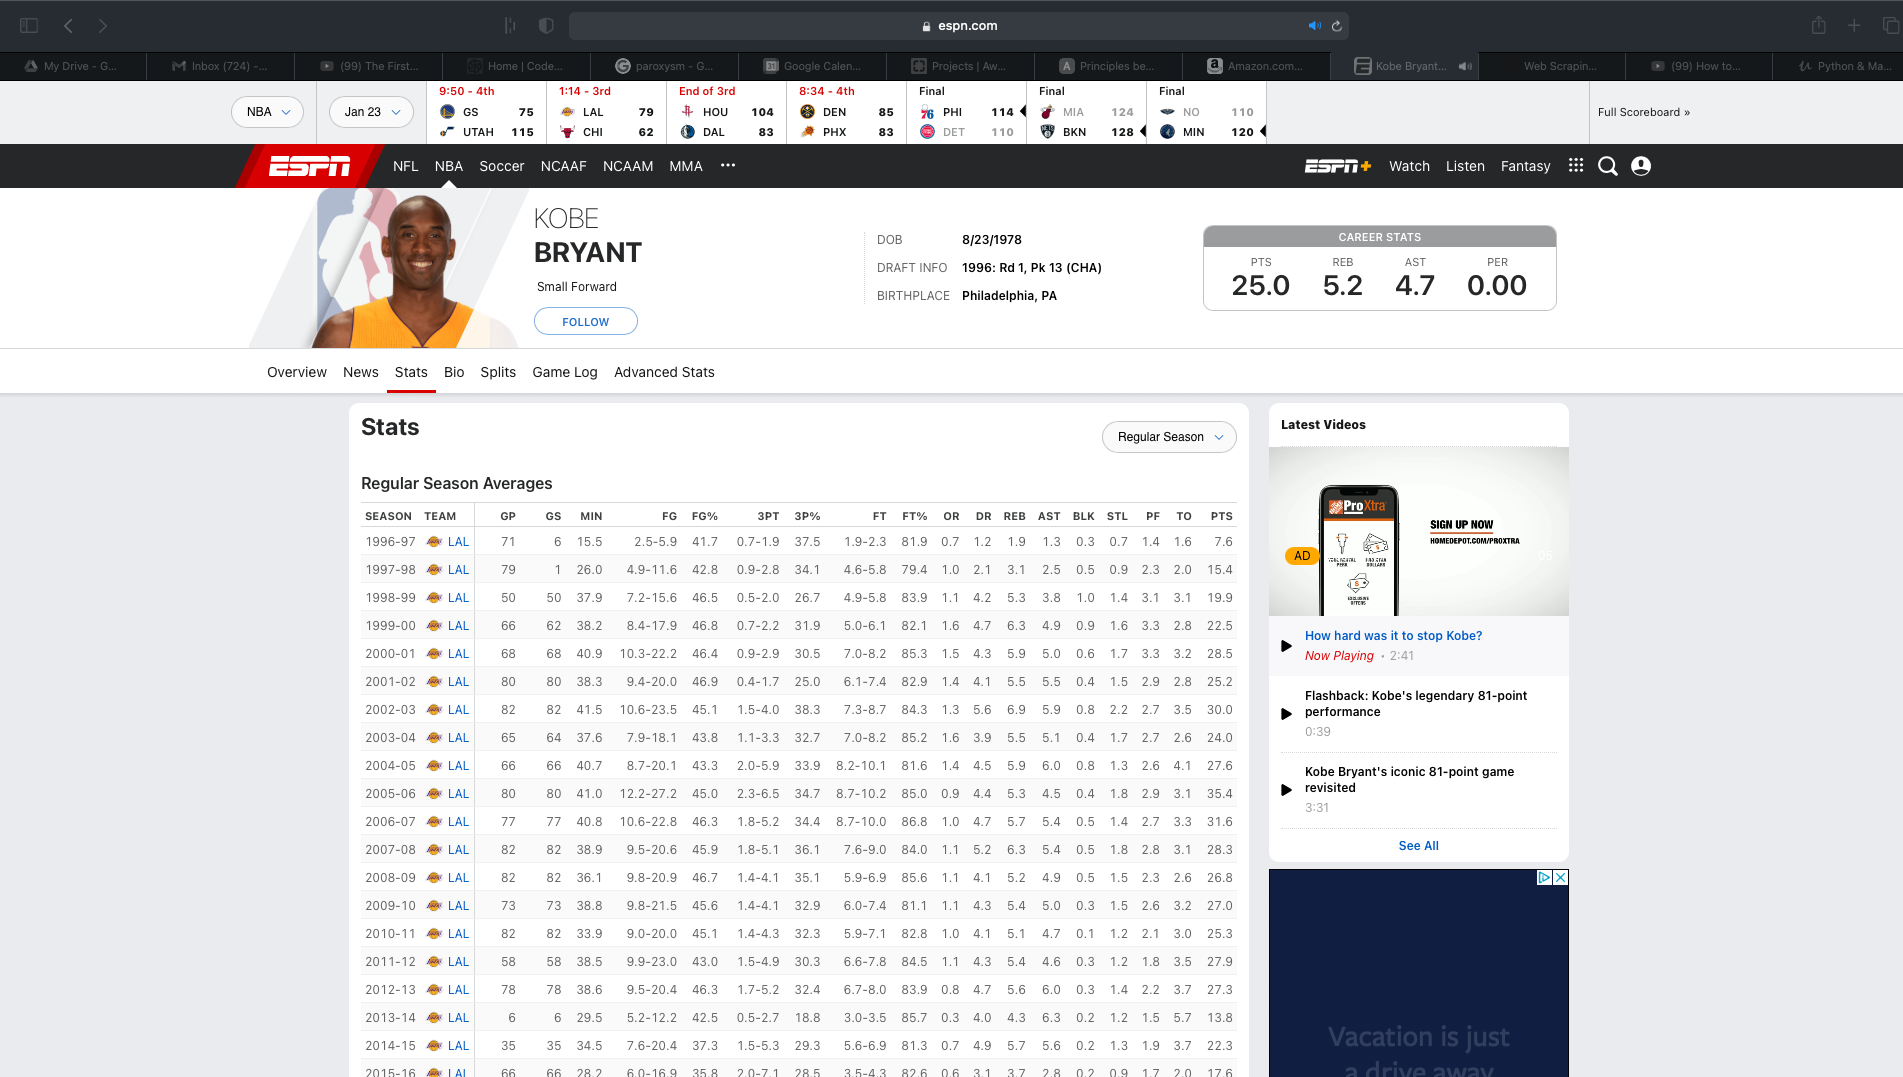 espn.com
My Drive - G...
Inbox (724) -...
(99) The First...
Home | Code...
paroxysm - G...
Google Calen...
Projects | Aw...
Principles be...
Amazon.com...
Kobe Bryant...
Web Scrapin...
(99) How to...
Python & Ma...
NBA
Jan 23
9:50 - 4th
GS 75
UTAH 115
1:14 - 3rd
LAL 79
CHI 62
End of 3rd
HOU 104
DAL 83
8:34 - 4th
DEN 85
PHX 83
Final
PHI 114
DET 110
Final
MIA 124
BKN 128
Final
NO 110
MIN 120
Full Scoreboard »
ESPN NFL NBA Soccer NCAAF NCAAM MMA ••• ESPN+ Watch Listen Fantasy
KOBE
BRYANT
Small Forward
FOLLOW
DOB 8/23/1978
DRAFT INFO 1996: Rd 1, Pk 13 (CHA)
BIRTHPLACE Philadelphia, PA
CAREER STATS
PTS REB AST PER
25.0 5.2 4.7 0.00
Overview News Stats Bio Splits Game Log Advanced Stats
Stats
Regular Season
Regular Season Averages
SEASON TEAM GP GS MIN FG FG% 3PT 3P% FT FT% OR DR REB AST BLK STL PF TO PTS
1996-97 LAL 71 6 15.5 2.5-5.9 41.7 0.7-1.9 37.5 1.9-2.3 81.9 0.7 1.2 1.9 1.3 0.3 0.7 1.4 1.6 7.6
1997-98 LAL 79 1 26.0 4.9-11.6 42.8 0.9-2.8 34.1 4.6-5.8 79.4 1.0 2.1 3.1 2.5 0.5 0.9 2.3 2.0 15.4
1998-99 LAL 50 50 37.9 7.2-15.6 46.5 0.5-2.0 26.7 4.9-5.8 83.9 1.1 4.2 5.3 3.8 1.0 1.4 3.1 3.1 19.9
1999-00 LAL 66 62 38.2 8.4-17.9 46.8 0.7-2.2 31.9 5.0-6.1 82.1 1.6 4.7 6.3 4.9 0.9 1.6 3.3 2.8 22.5
2000-01 LAL 68 68 40.9 10.3-22.2 46.4 0.9-2.9 30.5 7.0-8.2 85.3 1.5 4.3 5.9 5.0 0.6 1.7 3.3 3.2 28.5
2001-02 LAL 80 80 38.3 9.4-20.0 46.9 0.4-1.7 25.0 6.1-7.4 82.9 1.4 4.1 5.5 5.5 0.4 1.5 2.9 2.8 25.2
2002-03 LAL 82 82 41.5 10.6-23.5 45.1 1.5-4.0 38.3 7.3-8.7 84.3 1.3 5.6 6.9 5.9 0.8 2.2 2.7 3.5 30.0
2003-04 LAL 65 64 37.6 7.9-18.1 43.8 1.1-3.3 32.7 7.0-8.2 85.2 1.6 3.9 5.5 5.1 0.4 1.7 2.7 2.6 24.0
2004-05 LAL 66 66 40.7 8.7-20.1 43.3 2.0-5.9 33.9 8.2-10.1 81.6 1.4 4.5 5.9 6.0 0.8 1.3 2.6 4.1 27.6
2005-06 LAL 80 80 41.0 12.2-27.2 45.0 2.3-6.5 34.7 8.7-10.2 85.0 0.9 4.4 5.3 4.5 0.4 1.8 2.9 3.1 35.4
2006-07 LAL 77 77 40.8 10.6-22.8 46.3 1.8-5.2 34.4 8.7-10.0 86.8 1.0 4.7 5.7 5.4 0.5 1.4 2.7 3.3 31.6
2007-08 LAL 82 82 38.9 9.5-20.6 45.9 1.8-5.1 36.1 7.6-9.0 84.0 1.1 5.2 6.3 5.4 0.5 1.8 2.8 3.1 28.3
2008-09 LAL 82 82 36.1 9.8-20.9 46.7 1.4-4.1 35.1 5.9-6.9 85.6 1.1 4.1 5.2 4.9 0.5 1.5 2.3 2.6 26.8
2009-10 LAL 73 73 38.8 9.8-21.5 45.6 1.4-4.1 32.9 6.0-7.4 81.1 1.1 4.3 5.4 5.0 0.3 1.5 2.6 3.2 27.0
2010-11 LAL 82 82 33.9 9.0-20.0 45.1 1.4-4.3 32.3 5.9-7.1 82.8 1.0 4.1 5.1 4.7 0.1 1.2 2.1 3.0 25.3
2011-12 LAL 58 58 38.5 9.9-23.0 43.0 1.5-4.9 30.3 6.6-7.8 84.5 1.1 4.3 5.4 4.6 0.3 1.2 1.8 3.5 27.9
2012-13 LAL 78 78 38.6 9.5-20.4 46.3 1.7-5.2 32.4 6.7-8.0 83.9 0.8 4.7 5.6 6.0 0.3 1.4 2.2 3.7 27.3
2013-14 LAL 6 6 29.5 5.2-12.2 42.5 0.5-2.7 18.8 3.0-3.5 85.7 0.3 4.0 4.3 6.3 0.2 1.2 1.5 5.7 13.8
2014-15 LAL 35 35 34.5 7.6-20.4 37.3 1.5-5.3 29.3 5.6-6.9 81.3 0.7 4.9 5.7 5.6 0.2 1.3 1.9 3.7 22.3
2015-16 LAL 66 66 28.2 6.0-16.9 35.8 2.0-7.1 28.5 3.5-4.3 82.6 0.6 3.1 3.7 2.8 0.2 0.9 1.7 2.0 17.6
Latest Videos
ProXtra
AD
SIGN UP NOW
HOMEDEPOT.COM/PROXTRA
How hard was it to stop Kobe?
Now Playing • 2:41
Flashback: Kobe's legendary 81-point
performance
0:39
Kobe Bryant's iconic 81-point game
revisited
3:31
See All
Vacation is just
a drive away